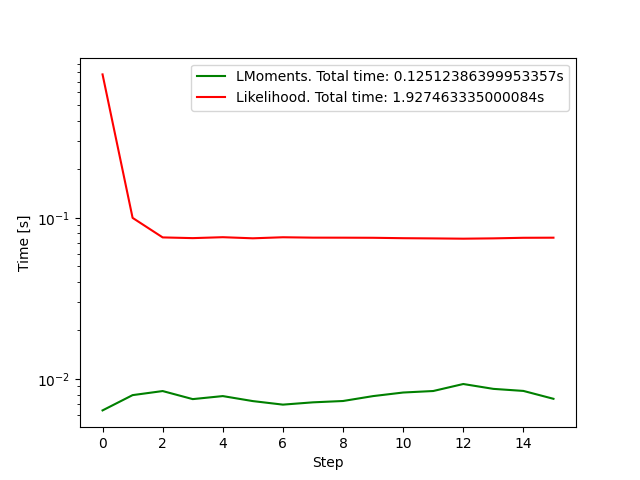 LMoments. Total time: 0.12512386399953357s
Likelihood. Total time: 1.927463335000084s
Time [s]
10⁻¹
10⁻²
0 2 4 6 8 10 12 14
Step